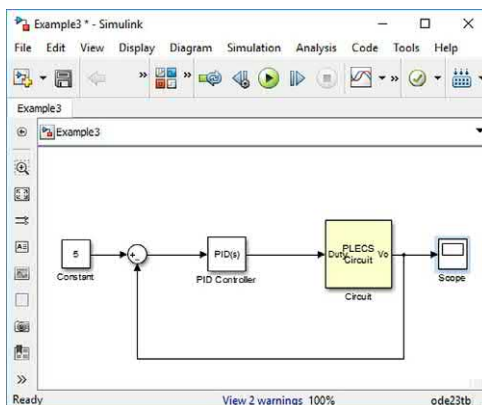 Example3 * - Simulink
File Edit View Display Diagram Simulation Analysis Code Tools Help
Example3
Example3
5
Constant
PID(s)
PID Controller
Duty
PLECS
Circuit
Vo
Circuit
Scope
Ready View 2 warnings 100% ode23tb